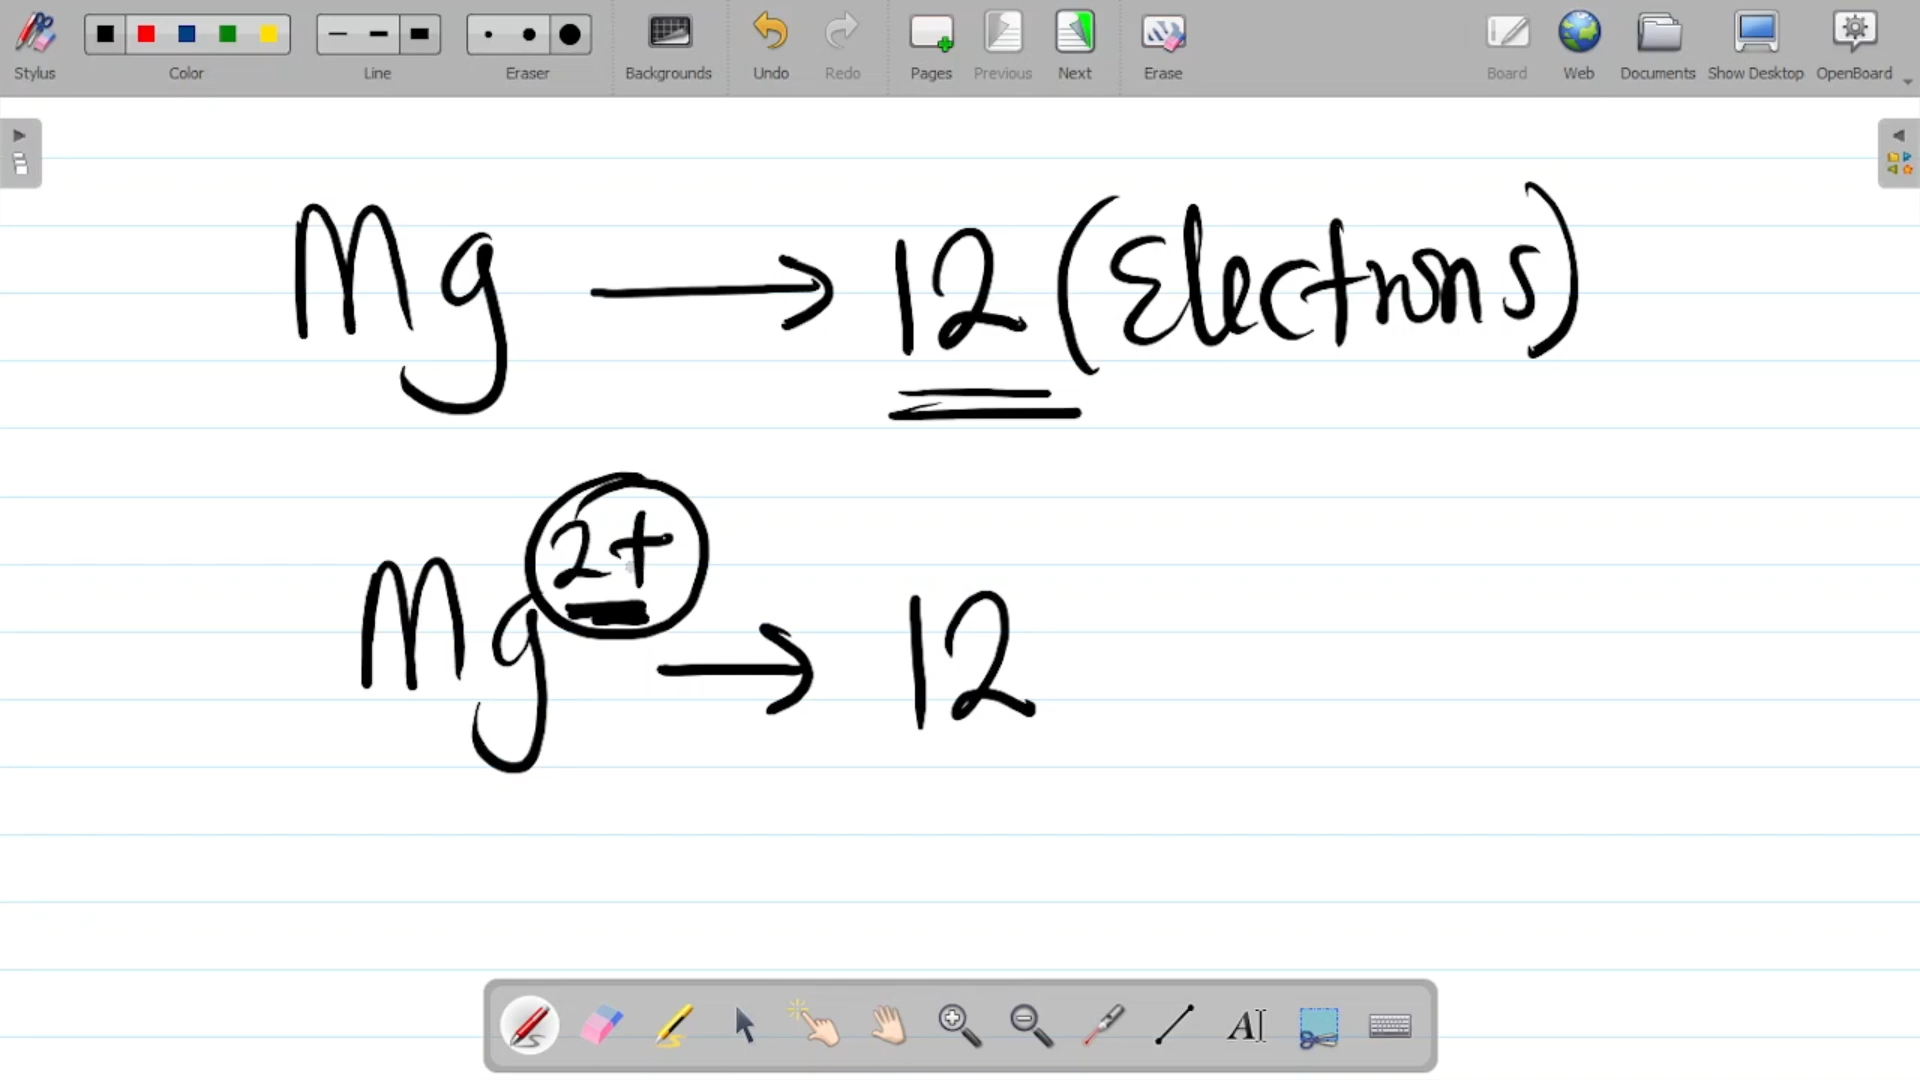 Stylus Color Line Eraser Backgrounds Undo Redo Pages Previous Next Erase Board Web Documents Show Desktop OpenBoard
Mg → 12 (Electrons)
Mg²⁺ → 12
AI